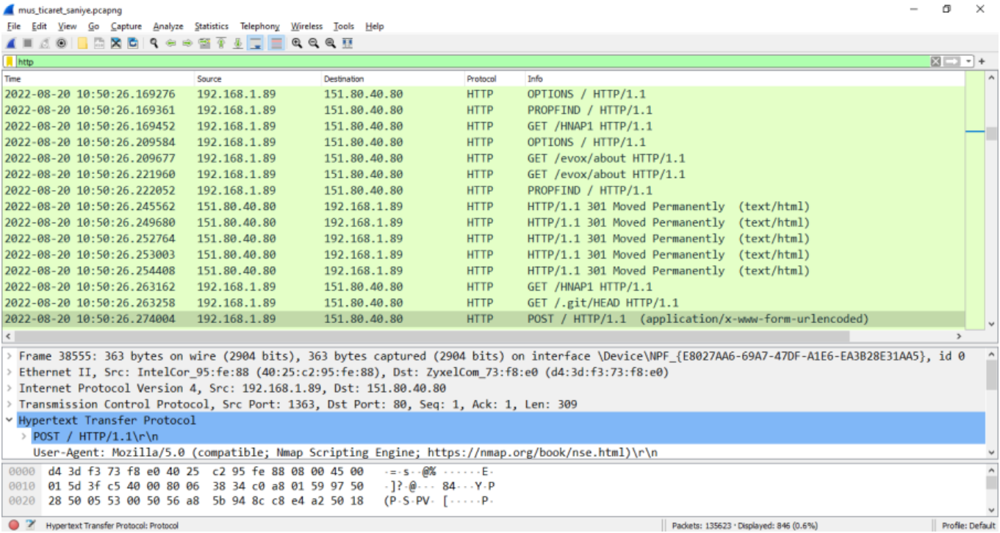 mus_ticaret_saniye.pcapng
File Edit View Go Capture Analyze Statistics Telephony Wireless Tools Help
http
Time Source Destination Protocol Info
2022-08-20 10:50:26.169276 192.168.1.89 151.80.40.80 HTTP OPTIONS / HTTP/1.1
2022-08-20 10:50:26.169361 192.168.1.89 151.80.40.80 HTTP PROPFIND / HTTP/1.1
2022-08-20 10:50:26.169452 192.168.1.89 151.80.40.80 HTTP GET /HNAP1 HTTP/1.1
2022-08-20 10:50:26.209584 192.168.1.89 151.80.40.80 HTTP OPTIONS / HTTP/1.1
2022-08-20 10:50:26.209677 192.168.1.89 151.80.40.80 HTTP GET /evox/about HTTP/1.1
2022-08-20 10:50:26.221960 192.168.1.89 151.80.40.80 HTTP GET /evox/about HTTP/1.1
2022-08-20 10:50:26.222052 192.168.1.89 151.80.40.80 HTTP PROPFIND / HTTP/1.1
2022-08-20 10:50:26.245562 151.80.40.80 192.168.1.89 HTTP HTTP/1.1 301 Moved Permanently (text/html)
2022-08-20 10:50:26.249680 151.80.40.80 192.168.1.89 HTTP HTTP/1.1 301 Moved Permanently (text/html)
2022-08-20 10:50:26.252764 151.80.40.80 192.168.1.89 HTTP HTTP/1.1 301 Moved Permanently (text/html)
2022-08-20 10:50:26.253003 151.80.40.80 192.168.1.89 HTTP HTTP/1.1 301 Moved Permanently (text/html)
2022-08-20 10:50:26.254408 151.80.40.80 192.168.1.89 HTTP HTTP/1.1 301 Moved Permanently (text/html)
2022-08-20 10:50:26.263162 192.168.1.89 151.80.40.80 HTTP GET /HNAP1 HTTP/1.1
2022-08-20 10:50:26.263258 192.168.1.89 151.80.40.80 HTTP GET /.git/HEAD HTTP/1.1
2022-08-20 10:50:26.274004 192.168.1.89 151.80.40.80 HTTP POST / HTTP/1.1 (application/x-www-form-urlencoded)
> Frame 38555: 363 bytes on wire (2904 bits), 363 bytes captured (2904 bits) on interface \Device\NPF_{E8027AA6-69A7-47DF-A1E6-EA3B28E31AA5}, id 0
> Ethernet II, Src: IntelCor_95:fe:88 (40:25:c2:95:fe:88), Dst: ZyxelCom_73:f8:e0 (d4:3d:f3:73:f8:e0)
> Internet Protocol Version 4, Src: 192.168.1.89, Dst: 151.80.40.80
> Transmission Control Protocol, Src Port: 1363, Dst Port: 80, Seq: 1, Ack: 1, Len: 309
Hypertext Transfer Protocol
> POST / HTTP/1.1\r\n
User-Agent: Mozilla/5.0 (compatible; Nmap Scripting Engine; https://nmap.org/book/nse.html)\r\n
0000 d4 3d f3 73 f8 e0 40 25 c2 95 fe 88 08 00 45 00 ·=·s··@% ······E·
0010 01 5d 3f c5 40 00 80 06 38 34 c0 a8 01 59 97 50 ·]?·@··· 84···Y·P
0020 28 50 05 53 00 50 56 a8 5b 94 8c c8 e4 a2 50 18 (P·S·PV· [·····P·
Hypertext Transfer Protocol: Protocol Packets: 135623 · Displayed: 846 (0.6%) Profile: Default